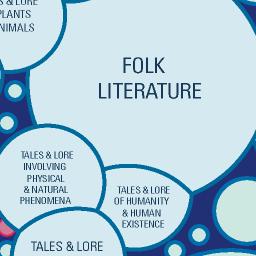 & LORE
PLANTS
NIMALS
FOLK
LITERATURE
TALES & LORE
INVOLVING
PHYSICAL
& NATURAL
PHENOMENA
TALES & LORE
OF HUMANITY
& HUMAN
EXISTENCE
TALES & LORE